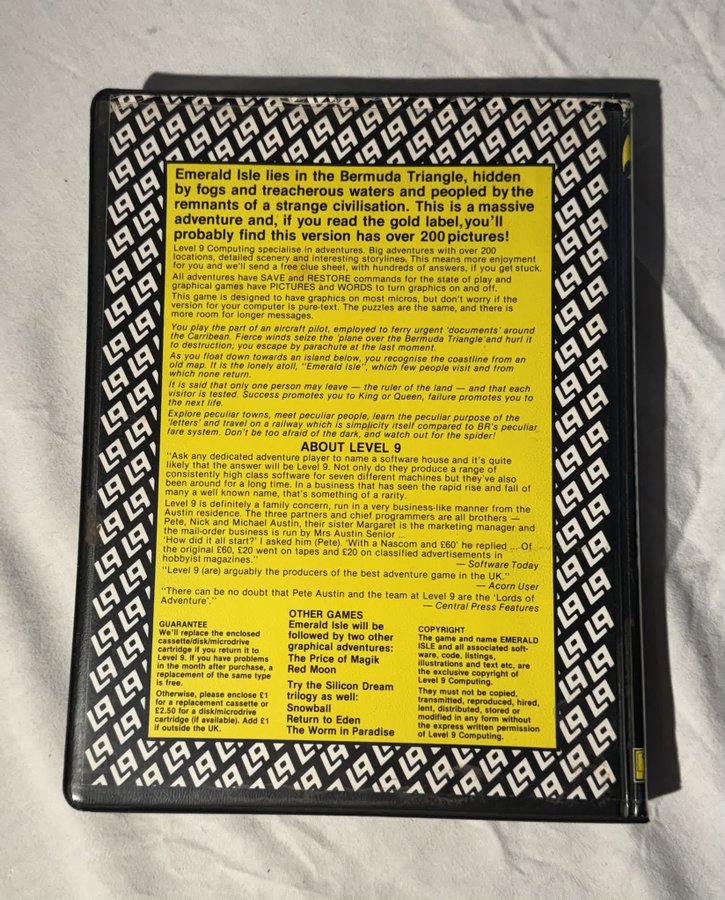 Emerald Isle lies in the Bermuda Triangle, hidden
by fogs and treacherous waters and peopled by the
remnants of a strange civilisation. This is a massive
adventure and, if you read the gold label, you'll
probably find this version has over 200 pictures!
Level 9 Computing specialise in adventures. Big adventures with over 200
locations, detailed scenery and interesting storylines. This means more enjoyment
for you and we'll send a free clue sheet, with hundreds of answers, if you get stuck.
All adventures have SAVE and RESTORE commands for the state of play and
graphical games have PICTURES and WORDS to turn graphics on and off.
This game is designed to have graphics on most micros, but don't worry if the
version for your computer is pure-text. The puzzles are the same, and there is
more room for longer messages.
You play the part of an aircraft pilot, employed to ferry urgent 'documents' around
the Carribean. Fierce winds seize the 'plane over the Bermuda Triangle and hurl it
to destruction; you escape by parachute at the last moment.
As you float down towards an island below, you recognise the coastline from an
old map. It is the lonely atoll, "Emerald Isle", which few people visit and from
which none return.
It is said that only one person may leave — the ruler of the land — and that each
visitor is tested. Success promotes you to King or Queen, failure promotes you to
the next life.
Explore peculiar towns, meet peculiar people, learn the peculiar purpose of the
'letters' and travel on a railway which is simplicity itself compared to BR's peculiar
fare system. Don't be too afraid of the dark, and watch out for the spider!
ABOUT LEVEL 9
"Ask any dedicated adventure player to name a software house and it's quite
likely that the answer will be Level 9. Not only do they produce a range of
consistently high class software for seven different machines but they've also
been around for a long time. In a business that has seen the rapid rise and fall of
many a well known name, that's something of a rarity.
Level 9 is definitely a family concern, run in a very business-like manner from the
Austin residence. The three partners and chief programmers are all brothers —
Pete, Nick and Michael Austin, their sister Margaret is the marketing manager and
the mail-order business is run by Mrs Austin Senior ...
'How did it all start?' I asked him (Pete). 'With a Nascom and £60' he replied ... Of
the original £60, £20 went on tapes and £20 on classified advertisements in
hobbyist magazines."
— Software Today
"Level 9 (are) arguably the producers of the best adventure game in the UK."
— Acorn User
"There can be no doubt that Pete Austin and the team at Level 9 are the 'Lords of
Adventure'."
— Central Press Features
GUARANTEE
We'll replace the enclosed
cassette/disk/microdrive
cartridge if you return it to
Level 9. If you have problems
in the month after purchase, a
replacement of the same type
is free.
Otherwise, please enclose £1
for a replacement cassette or
£2.50 for a disk/microdrive
cartridge (if available). Add £1
if outside the UK.
OTHER GAMES
Emerald Isle will be
followed by two other
graphical adventures:
The Price of Magik
Red Moon
Try the Silicon Dream
trilogy as well:
Snowball
Return to Eden
The Worm in Paradise
COPYRIGHT
The game and name EMERALD
ISLE and all associated soft-
ware, code, listings,
illustrations and text etc, are
the exclusive copyright of
Level 9 Computing.
They must not be copied,
transmitted, reproduced, hired,
lent, distributed, stored or
modified in any form without
the express written permission
of Level 9 Computing.